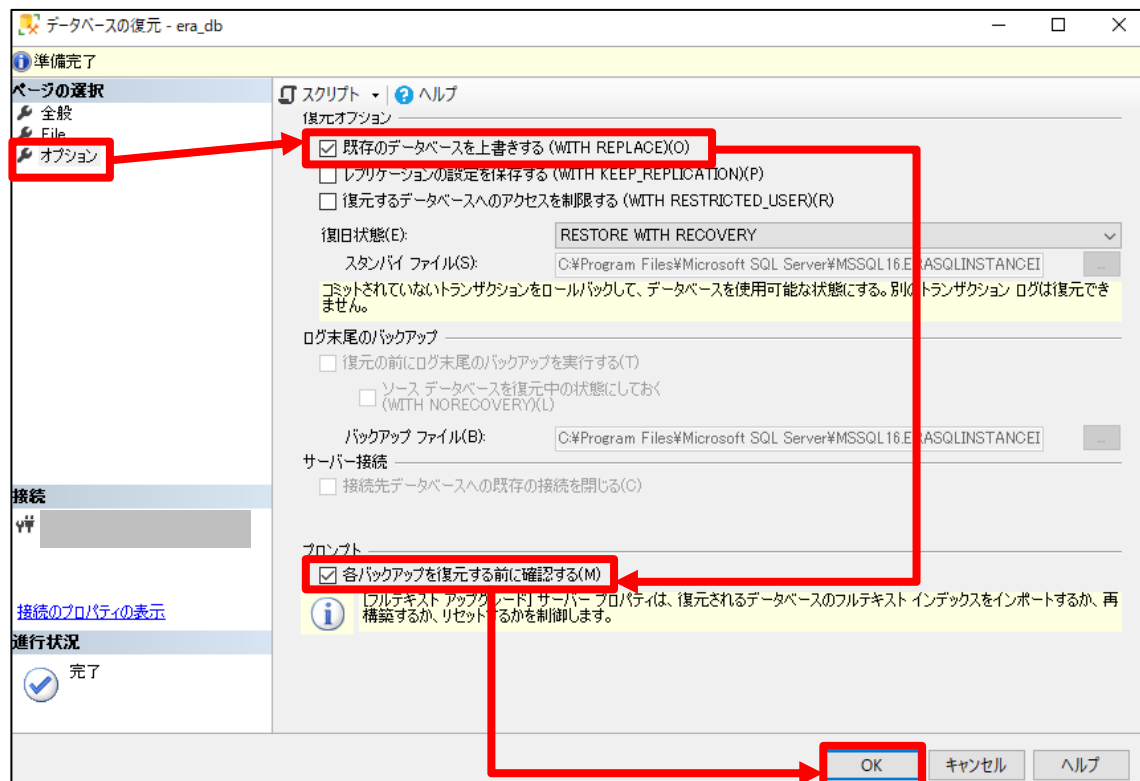 データベースの復元 - era_db
準備完了
ページの選択
全般
File
オプション
スクリプト
ヘルプ
復元オプション
既存のデータベースを上書きする (WITH REPLACE)(O)
レプリケーションの設定を保存する (WITH KEEP_REPLICATION)(P)
復元するデータベースへのアクセスを制限する (WITH RESTRICTED_USER)(R)
復旧状態(E):
RESTORE WITH RECOVERY
スタンバイ ファイル(S):
C:¥Program Files¥Microsoft SQL Server¥MSSQL16.ERASQLINSTANCE
...
コミットされていないトランザクションをロールバックして、データベースを使用可能な状態にする。別のトランザクション ログは復元でき
ません。
ログ末尾のバックアップ
復元の前にログ末尾のバックアップを実行する(T)
ソース データベースを復元中の状態にしておく
(WITH NORECOVERY)(L)
バックアップ ファイル(B):
C:¥Program Files¥Microsoft SQL Server¥MSSQL16.ERASQLINSTANCE
...
サーバー接続
接続先データベースへの既存の接続を閉じる(C)
接続
接続のプロパティの表示
進行状況
完了
プロンプト
各バックアップを復元する前に確認する(M)
[フルテキスト アップグレード] サーバー プロパティは、復元されるデータベースのフルテキスト インデックスをインポートするか、再
構築するか、リセットするかを制御します。
OK
キャンセル
ヘルプ